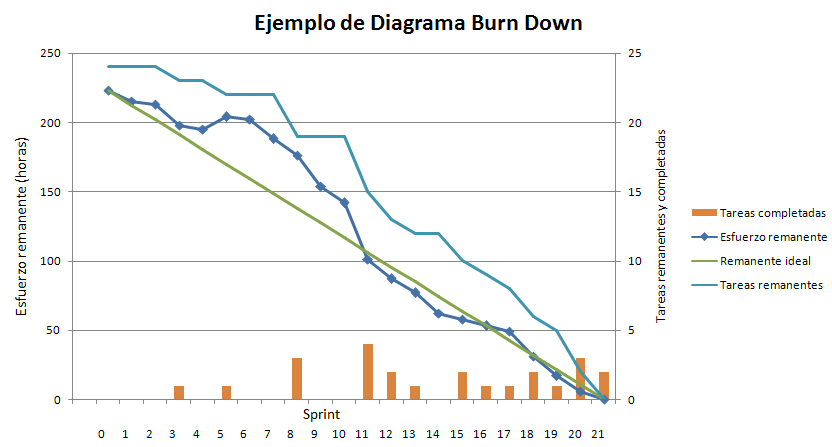 Ejemplo de Diagrama Burn Down
250
200
150
100
50
0
Esfuerzo remanente (horas)
25
20
15
10
5
0
Tareas remanentes y completadas
Tareas completadas
Esfuerzo remanente
Remanente ideal
Tareas remanentes
Sprint
0 1 2 3 4 5 6 7 8 9 10 11 12 13 14 15 16 17 18 19 20 21